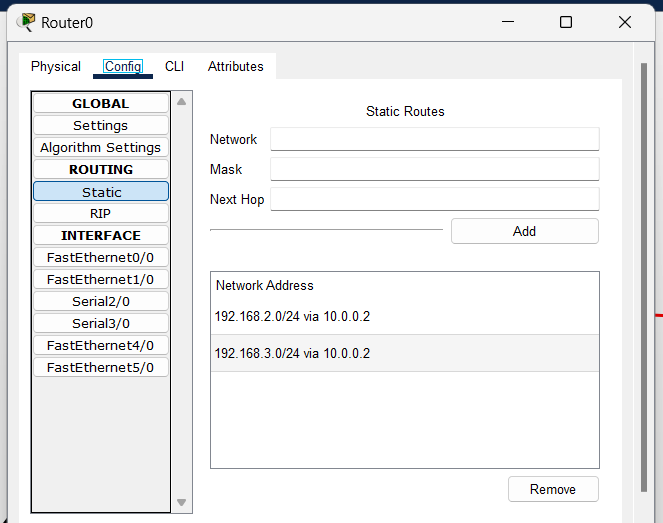 Router0
Physical Config CLI Attributes
GLOBAL
Settings
Algorithm Settings
ROUTING
Static
RIP
INTERFACE
FastEthernet0/0
FastEthernet1/0
Serial2/0
Serial3/0
FastEthernet4/0
FastEthernet5/0
Static Routes
Network
Mask
Next Hop
Add
Network Address
192.168.2.0/24 via 10.0.0.2
192.168.3.0/24 via 10.0.0.2
Remove